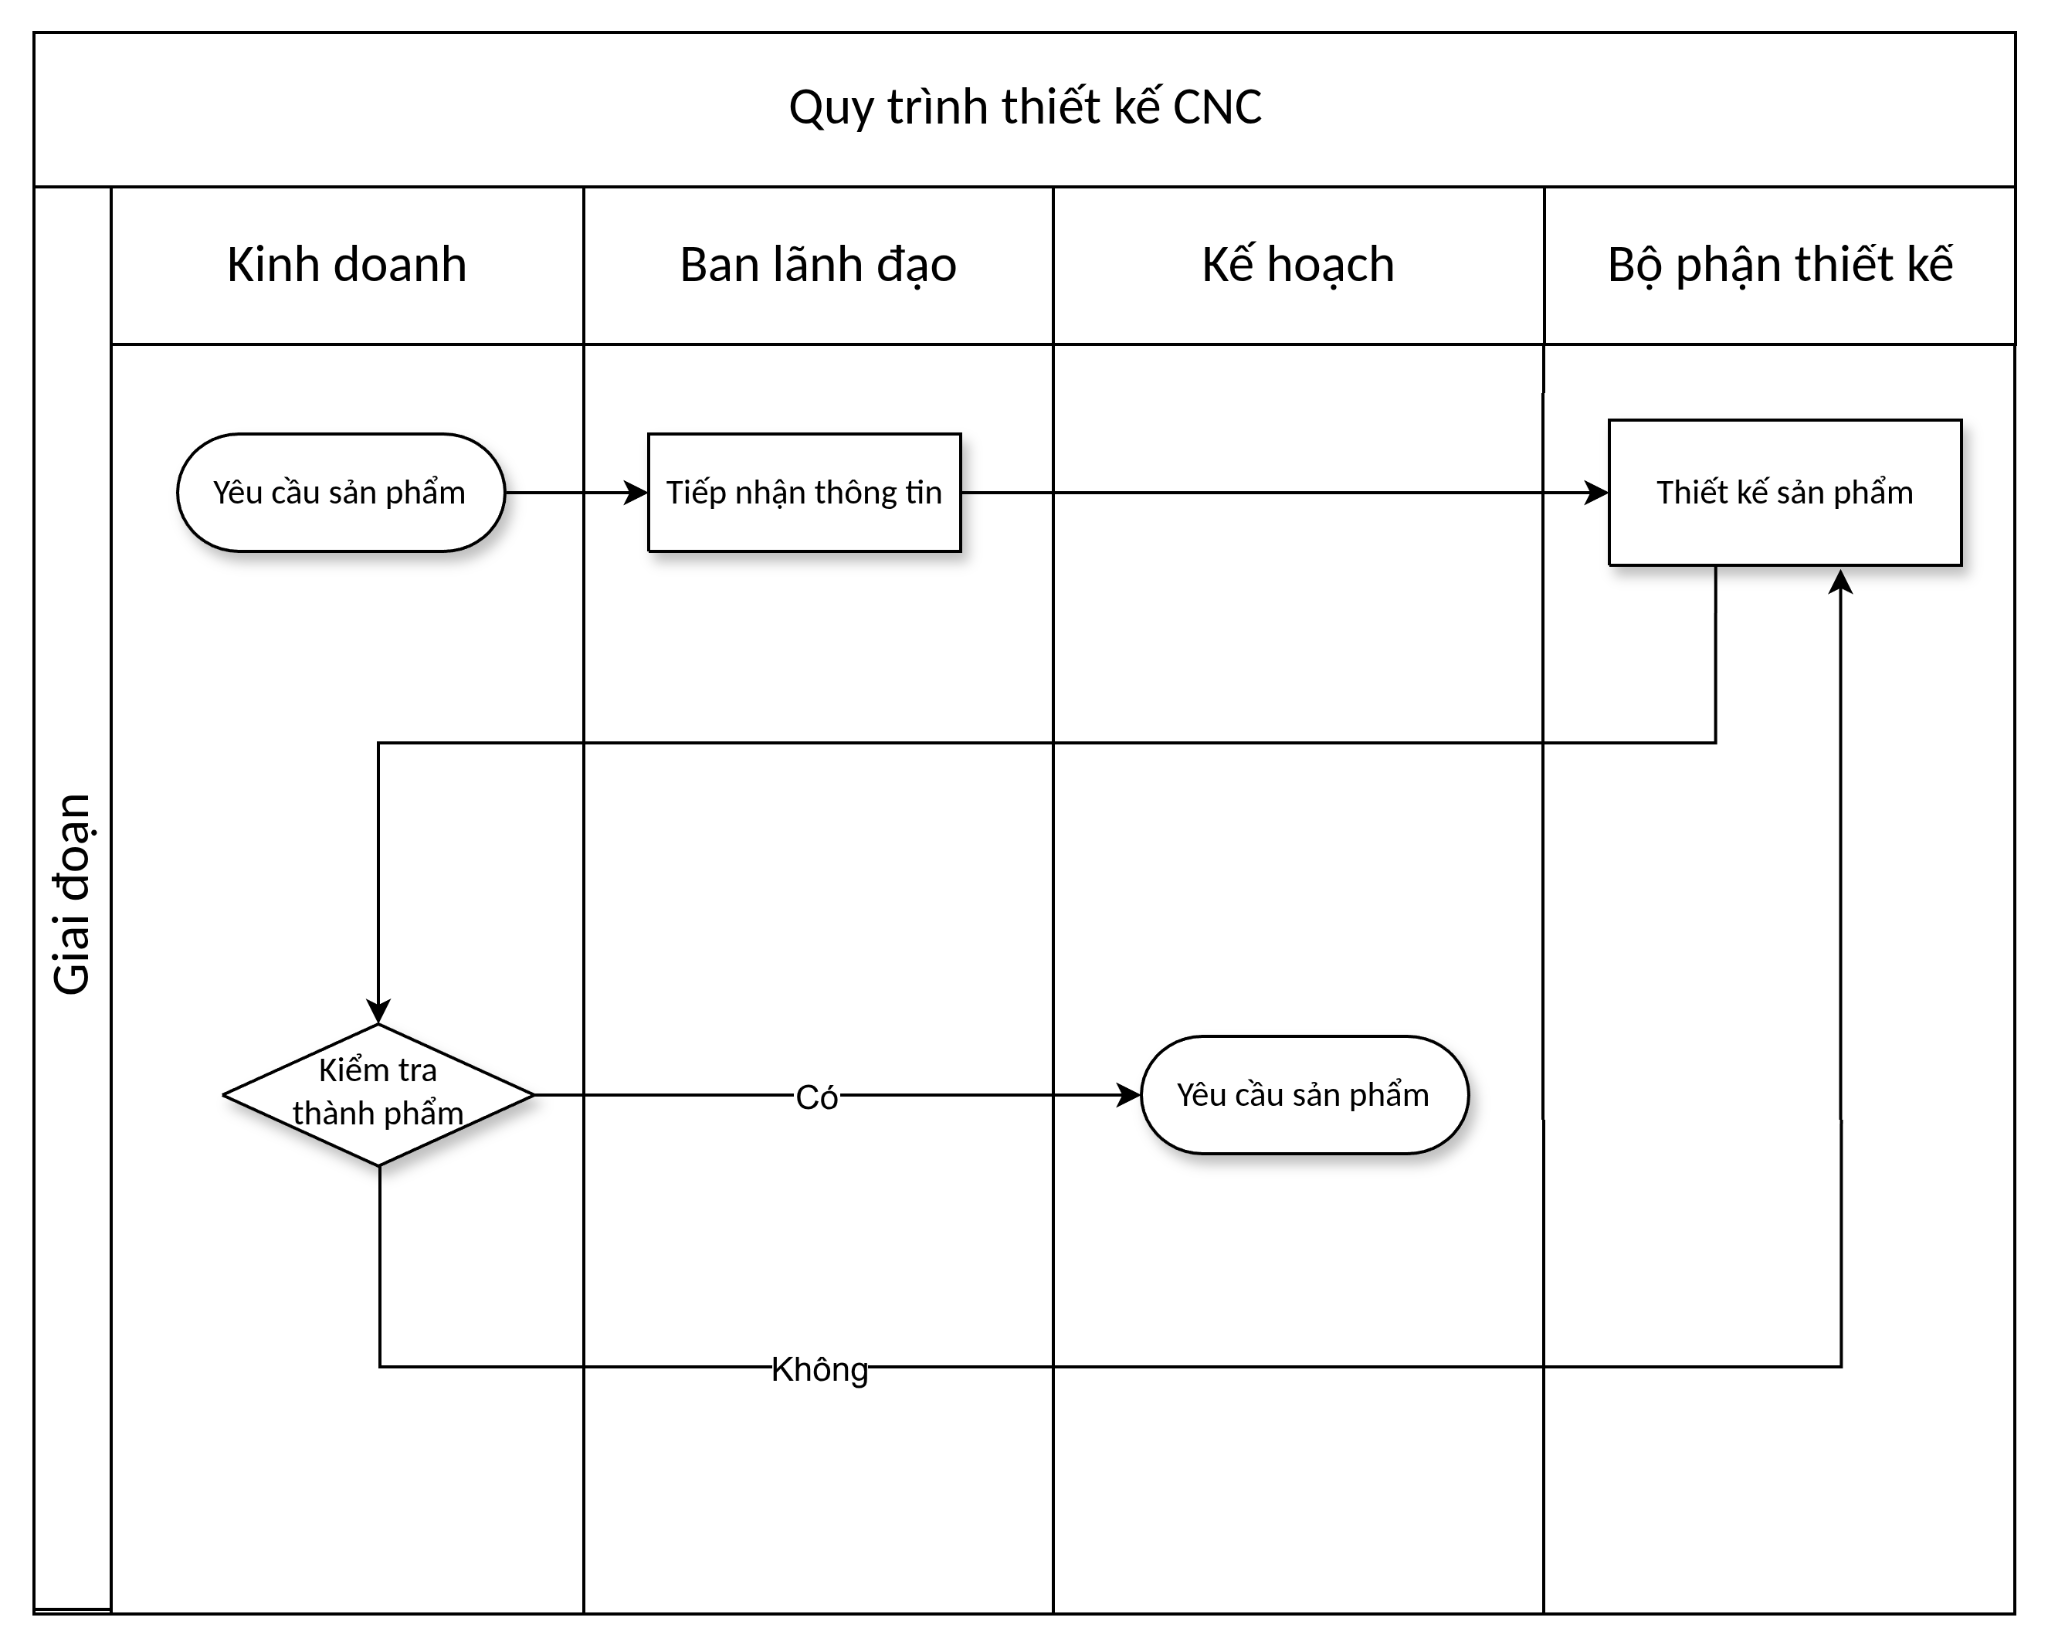 Quy trình thiết kế CNC
Kinh doanh
Ban lãnh đạo
Kế hoạch
Bộ phận thiết kế
Giai đoạn
Yêu cầu sản phẩm
Tiếp nhận thông tin
Thiết kế sản phẩm
Kiểm tra
thành phẩm
Có
Yêu cầu sản phẩm
Không